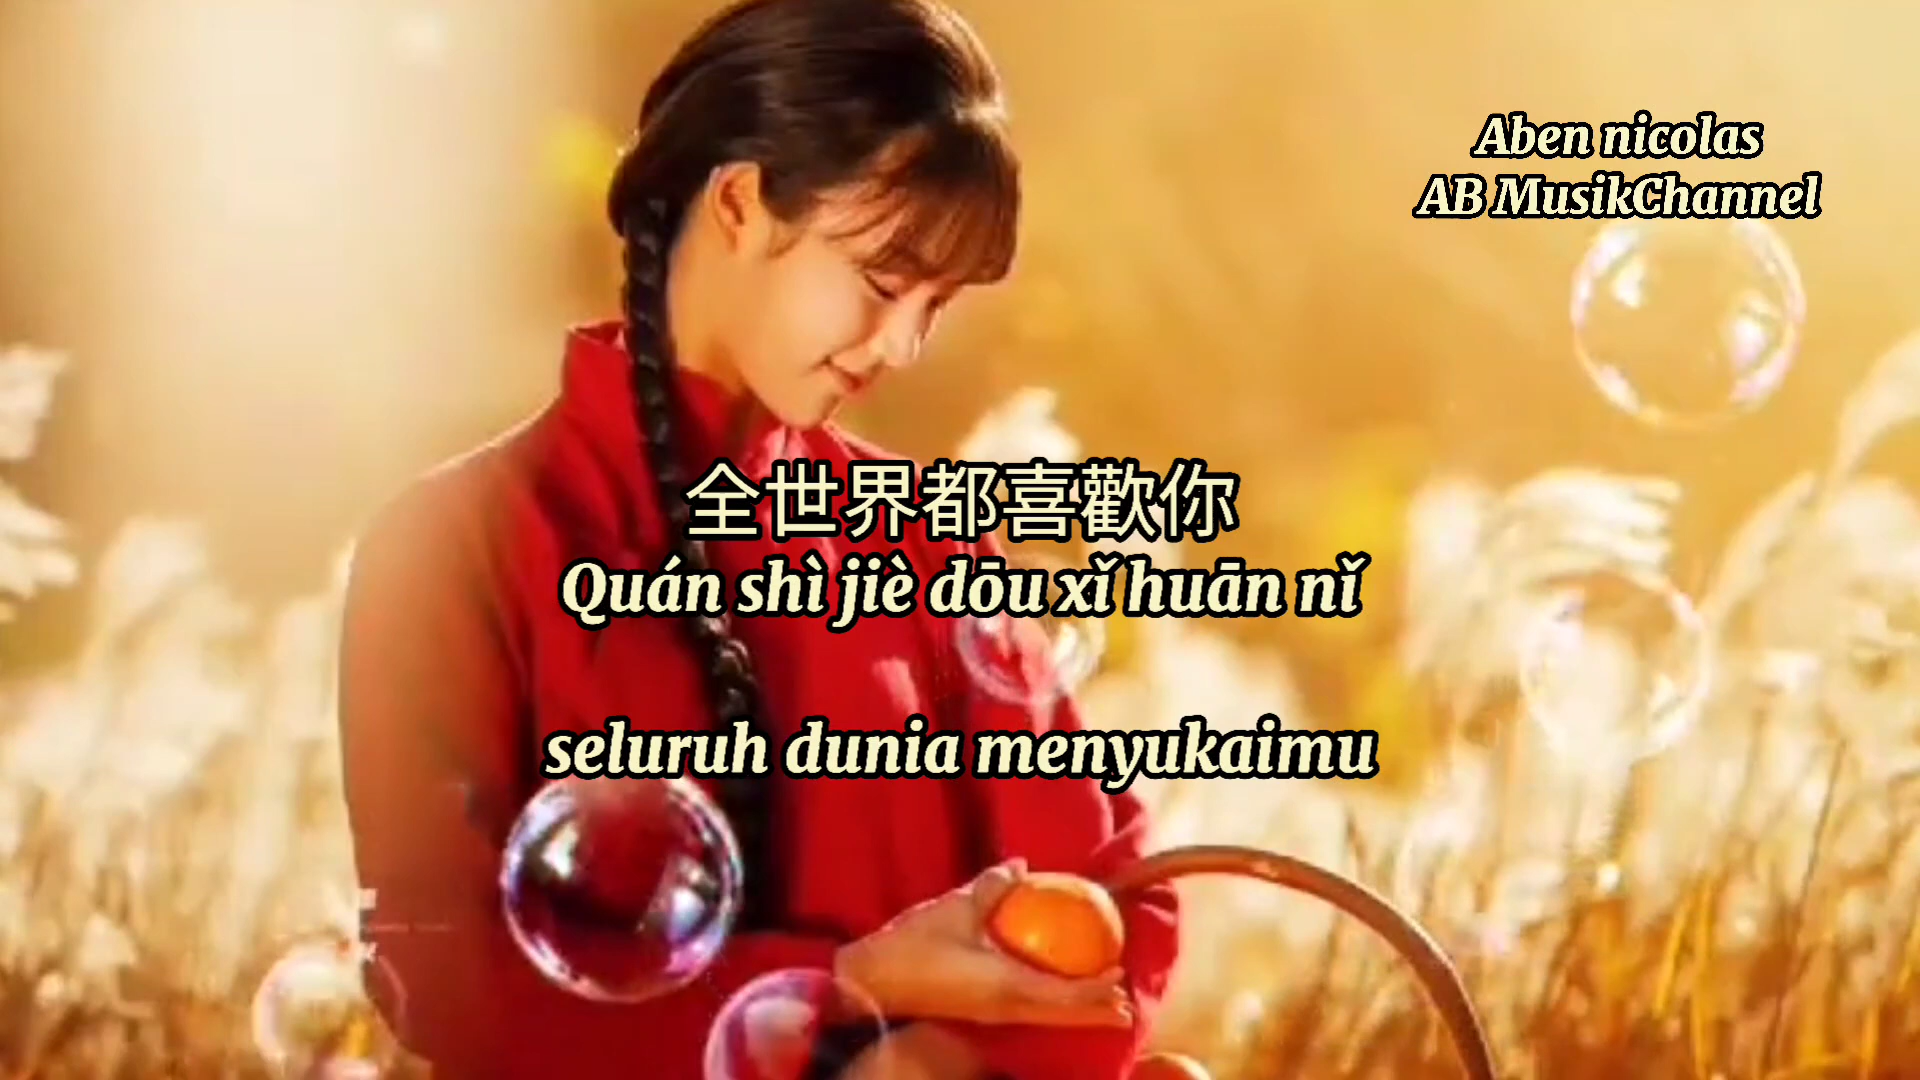 Aben nicolas
AB MusikChannel
全世界都喜歡你
Quán shì jiè dōu xǐ huān nǐ
seluruh dunia menyukaimu